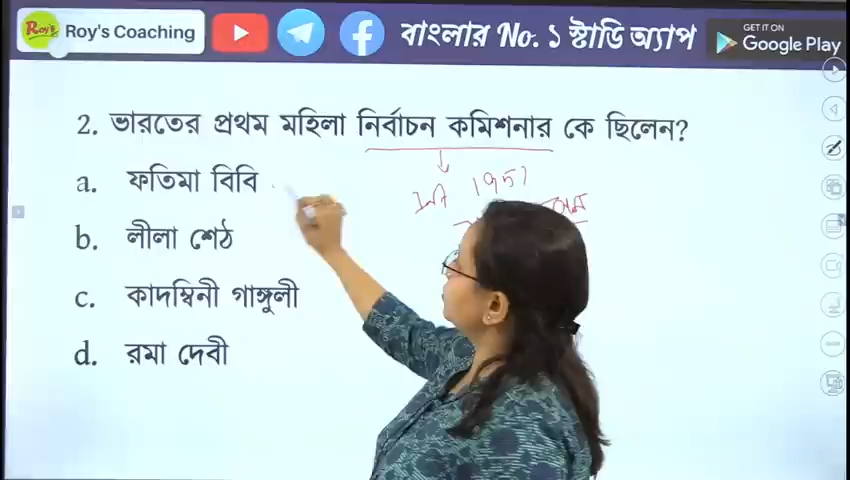 Roy's Roy's Coaching বাংলার No. ১ স্টাডি অ্যাপ GET IT ON Google Play
2. ভারতের প্রথম মহিলা নির্বাচন কমিশনার কে ছিলেন?
a. ফতিমা বিবি
1951
b. লীলা শেঠ
c. কাদম্বিনী গাঙ্গুলী
d. রমা দেবী